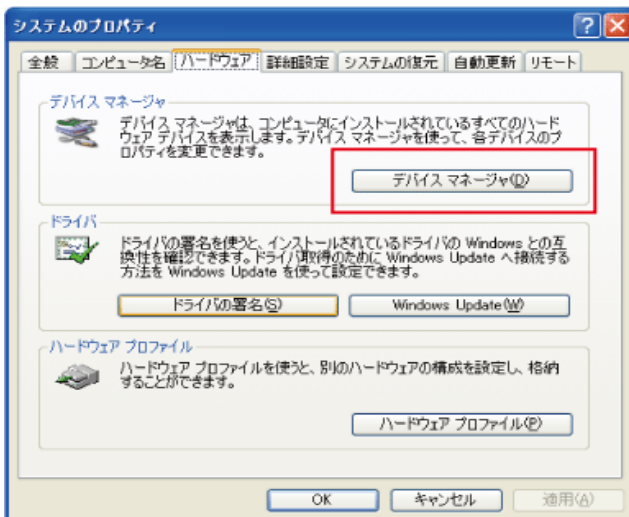 システムのプロパティ
全般 コンピュータ名 ハードウェア 詳細設定 システムの復元 自動更新 リモート
デバイス マネージャ
デバイス マネージャは、コンピュータにインストールされているすべてのハード
ウェア デバイスを表示します。デバイス マネージャを使って、各デバイスのプ
ロパティを変更できます。
デバイス マネージャ(D)
ドライバ
ドライバの署名を使うと、インストールされているドライバの Windows との互
換性を確認できます。ドライバ取得のために Windows Update へ接続する
方法を Windows Update を使って設定できます。
ドライバの署名(S) Windows Update(W)
ハードウェア プロファイル
ハードウェア プロファイルを使うと、別のハードウェアの構成を設定し、格納
することができます。
ハードウェア プロファイル(P)
OK キャンセル 適用(A)